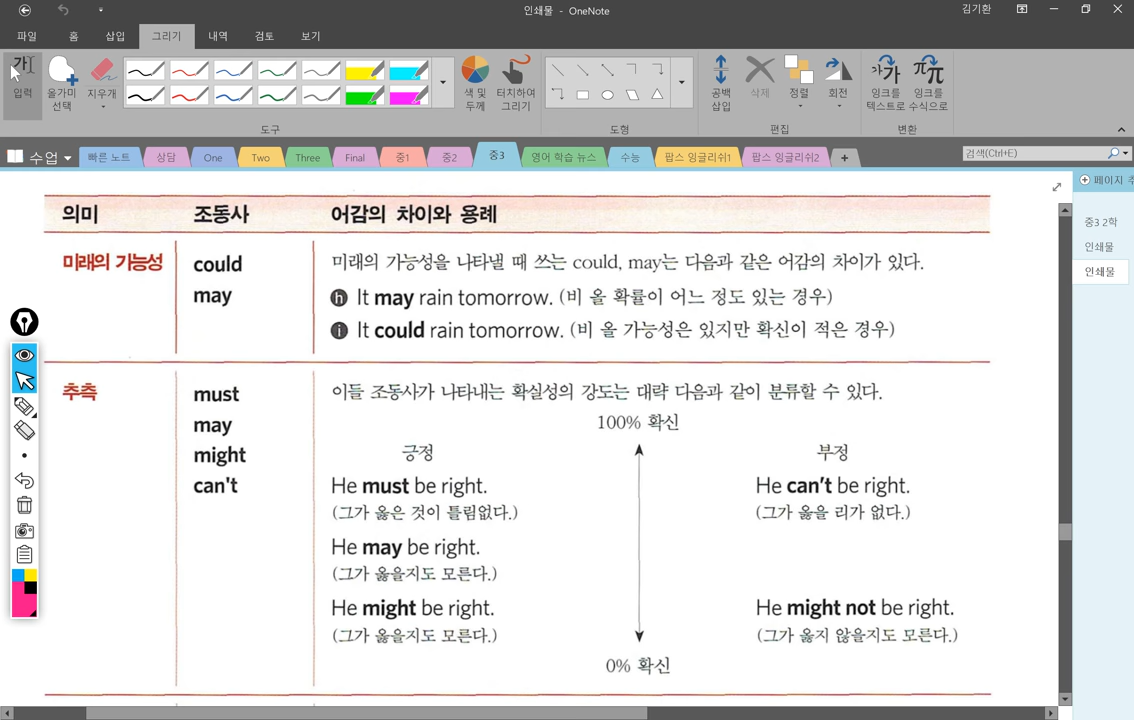 인쇄물 - OneNote
김기환
파일 홈 삽입 그리기 내역 검토 보기
가
입력
올가미 선택
지우개
색 및 두께
터치하여 그리기
공백 삽입
삭제
정렬
회전
잉크를 텍스트로
잉크를 수식으로
도구
도형
편집
변환
수업
빠른 노트 상담 One Two Three Final 중1 중2 중3 영어 학습 뉴스 수능 팝스 잉글리쉬1 팝스 잉글리쉬2
검색(Ctrl+E)
페이지 추
중3 2학
인쇄물
인쇄물
의미 조동사 어감의 차이와 용례
미래의 가능성 could 미래의 가능성을 나타낼 때 쓰는 could, may는 다음과 같은 어감의 차이가 있다.
may h It may rain tomorrow. (비 올 확률이 어느 정도 있는 경우)
i It could rain tomorrow. (비 올 가능성은 있지만 확신이 적은 경우)
추측 must 이들 조동사가 나타내는 확실성의 강도는 대략 다음과 같이 분류할 수 있다.
may 100% 확신
might 긍정 부정
can't He must be right. He can't be right.
(그가 옳은 것이 틀림없다.) (그가 옳을 리가 없다.)
He may be right.
(그가 옳을지도 모른다.)
He might be right. He might not be right.
(그가 옳을지도 모른다.) (그가 옳지 않을지도 모른다.)
0% 확신